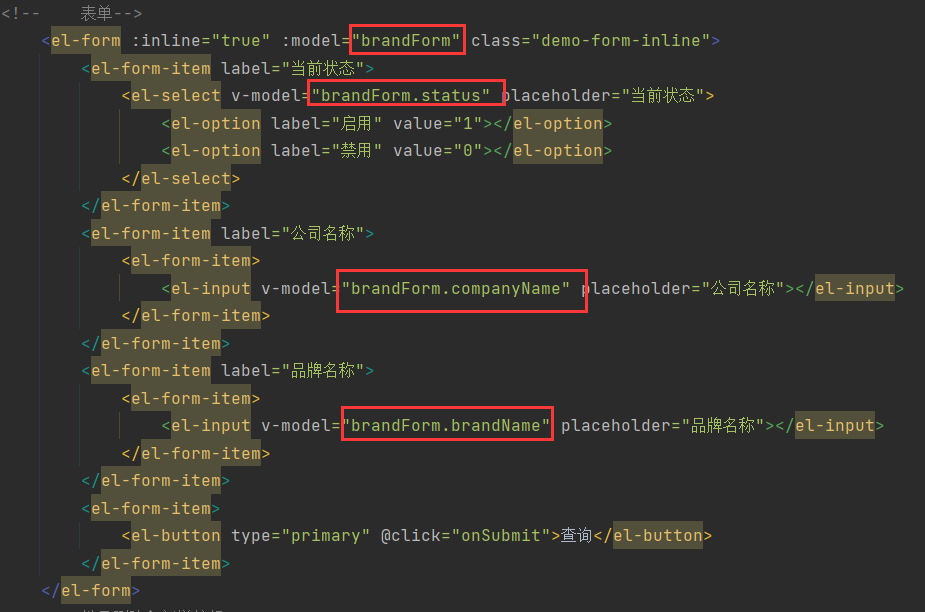 <!--    表单-->
<el-form :inline="true" :model="brandForm" class="demo-form-inline">
<el-form-item label="当前状态">
<el-select v-model="brandForm.status" placeholder="当前状态">
<el-option label="启用" value="1"></el-option>
<el-option label="禁用" value="0"></el-option>
</el-select>
</el-form-item>
<el-form-item label="公司名称">
<el-form-item>
<el-input v-model="brandForm.companyName" placeholder="公司名称"></el-input>
</el-form-item>
</el-form-item>
<el-form-item label="品牌名称">
<el-form-item>
<el-input v-model="brandForm.brandName" placeholder="品牌名称"></el-input>
</el-form-item>
</el-form-item>
<el-form-item>
<el-button type="primary" @click="onSubmit">查询</el-button>
</el-form-item>
</el-form>